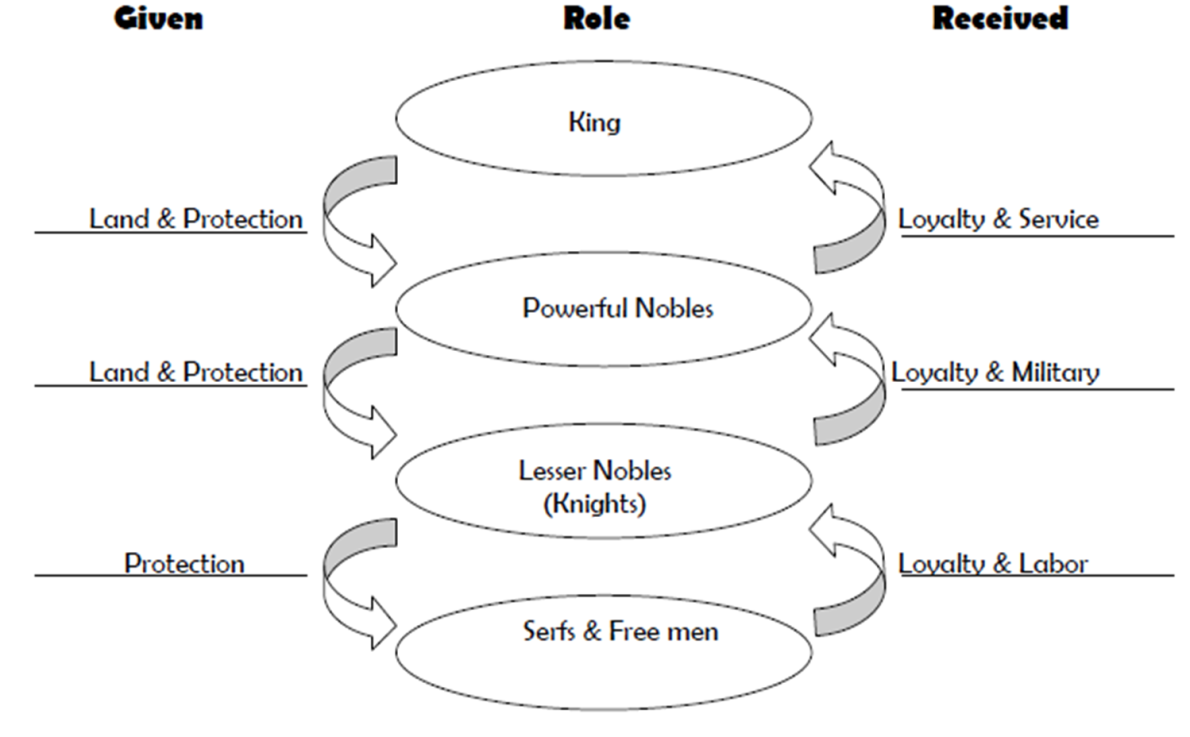 Given Role Received
King
Land & Protection Loyalty & Service
Powerful Nobles
Land & Protection Loyalty & Military
Lesser Nobles
(Knights)
Protection Loyalty & Labor
Serfs & Free men